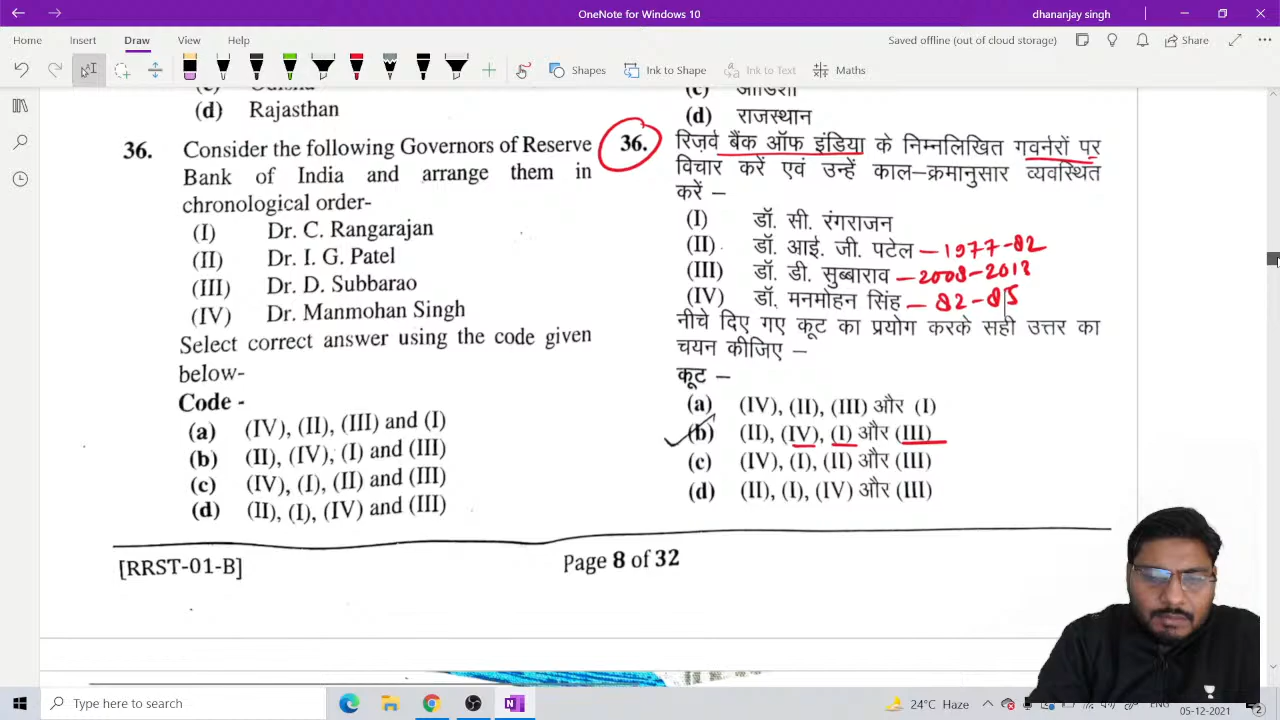 OneNote for Windows 10
dhananjay singh
Home Insert Draw View
Saved offline Share
Shapes Ink to Shape Ink to Text Maths
(d) Rajasthan
36. Consider the following Governors of Reserve
Bank of India and arrange them in
chronological order-
(I) Dr. C. Rangarajan
(II) Dr. I. G. Patel
(III) Dr. D. Subbarao
(IV) Dr. Manmohan Singh
Select correct answer using the code given
below-
Code -
(a) (IV), (II), (III) and (I)
(b) (II), (IV), (I) and (III)
(c) (IV), (I), (II) and (III)
(d) (II), (I), (IV) and (III)
(c) ओडिशा
(d) राजस्थान
36. रिज़र्व बैंक ऑफ इंडिया के निम्नलिखित गवर्नरों पर
विचार करें एवं उन्हें काल–क्रमानुसार व्यवस्थित
करें –
(I) डॉ. सी. रंगराजन
(II) डॉ. आई. जी. पटेल – 1977-82
(III) डॉ. डी. सुब्बाराव – 2008-2013
(IV) डॉ. मनमोहन सिंह – 82-85
नीचे दिए गए कूट का प्रयोग करके सही उत्तर का
चयन कीजिए –
कूट –
(a) (IV), (II), (III) और (I)
(b) (II), (IV), (I) और (III)
(c) (IV), (I), (II) और (III)
(d) (II), (I), (IV) और (III)
[RRST-01-B] Page 8 of 32
Type here to search
24°C Haze
ENG
05-12-2021